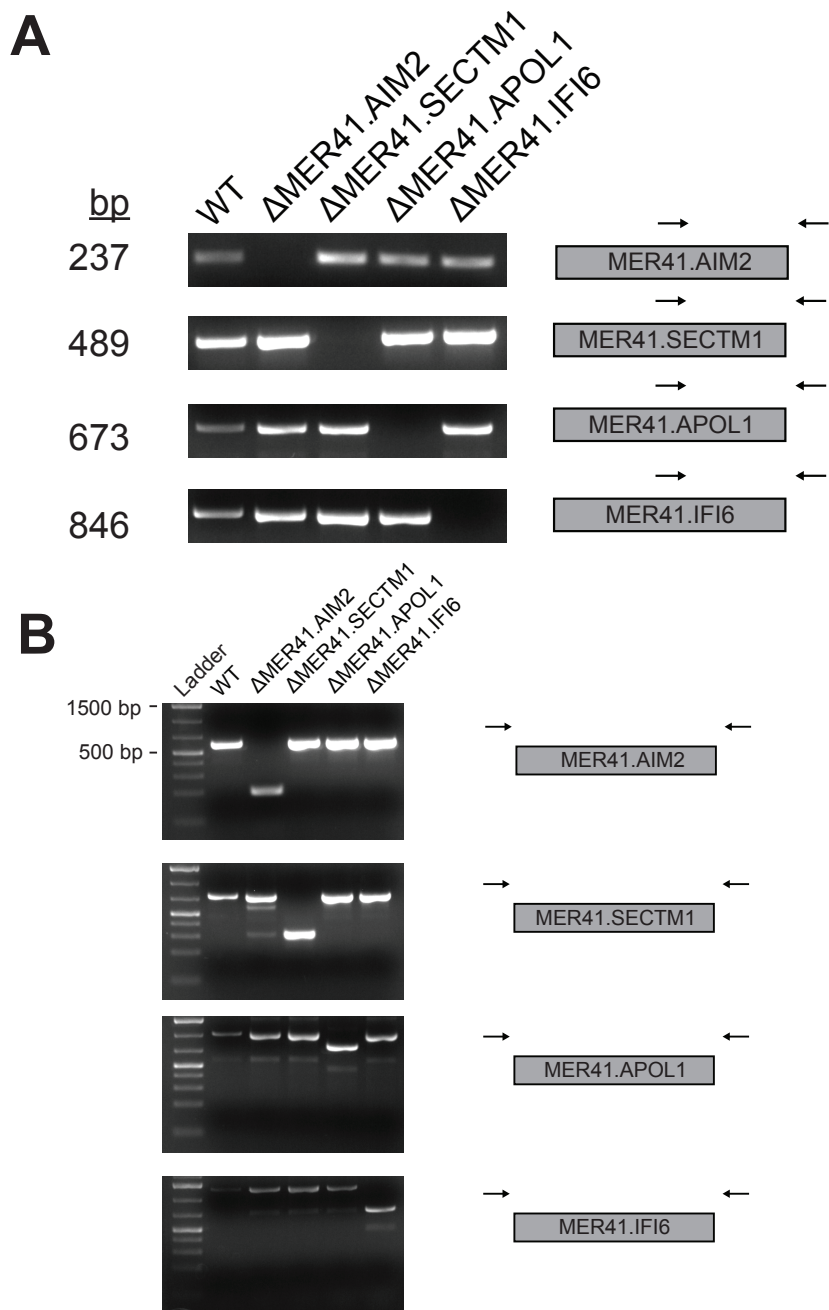 A
WT
ΔMER41.AIM2
ΔMER41.SECTM1
ΔMER41.APOL1
ΔMER41.IFI6
bp
237
MER41.AIM2
489
MER41.SECTM1
673
MER41.APOL1
846
MER41.IFI6
B
Ladder
WT
ΔMER41.AIM2
ΔMER41.SECTM1
ΔMER41.APOL1
ΔMER41.IFI6
1500 bp -
500 bp -
MER41.AIM2
MER41.SECTM1
MER41.APOL1
MER41.IFI6